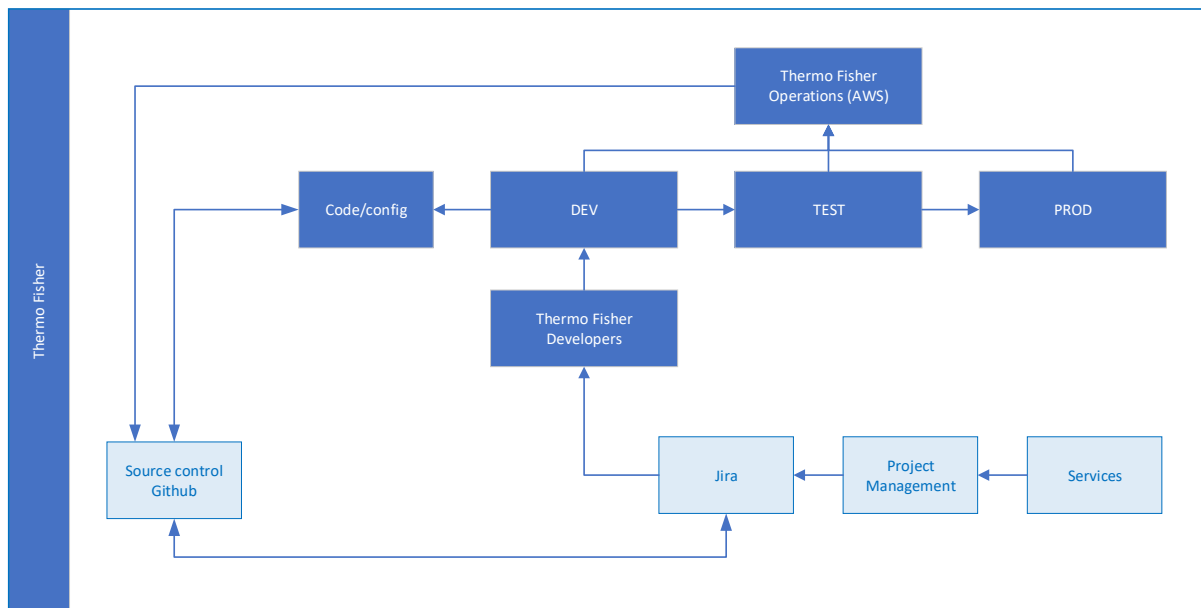 Thermo Fisher
Operations (AWS)
Code/config
DEV
TEST
PROD
Thermo Fisher
Thermo Fisher
Developers
Source control
Github
Jira
Project
Management
Services